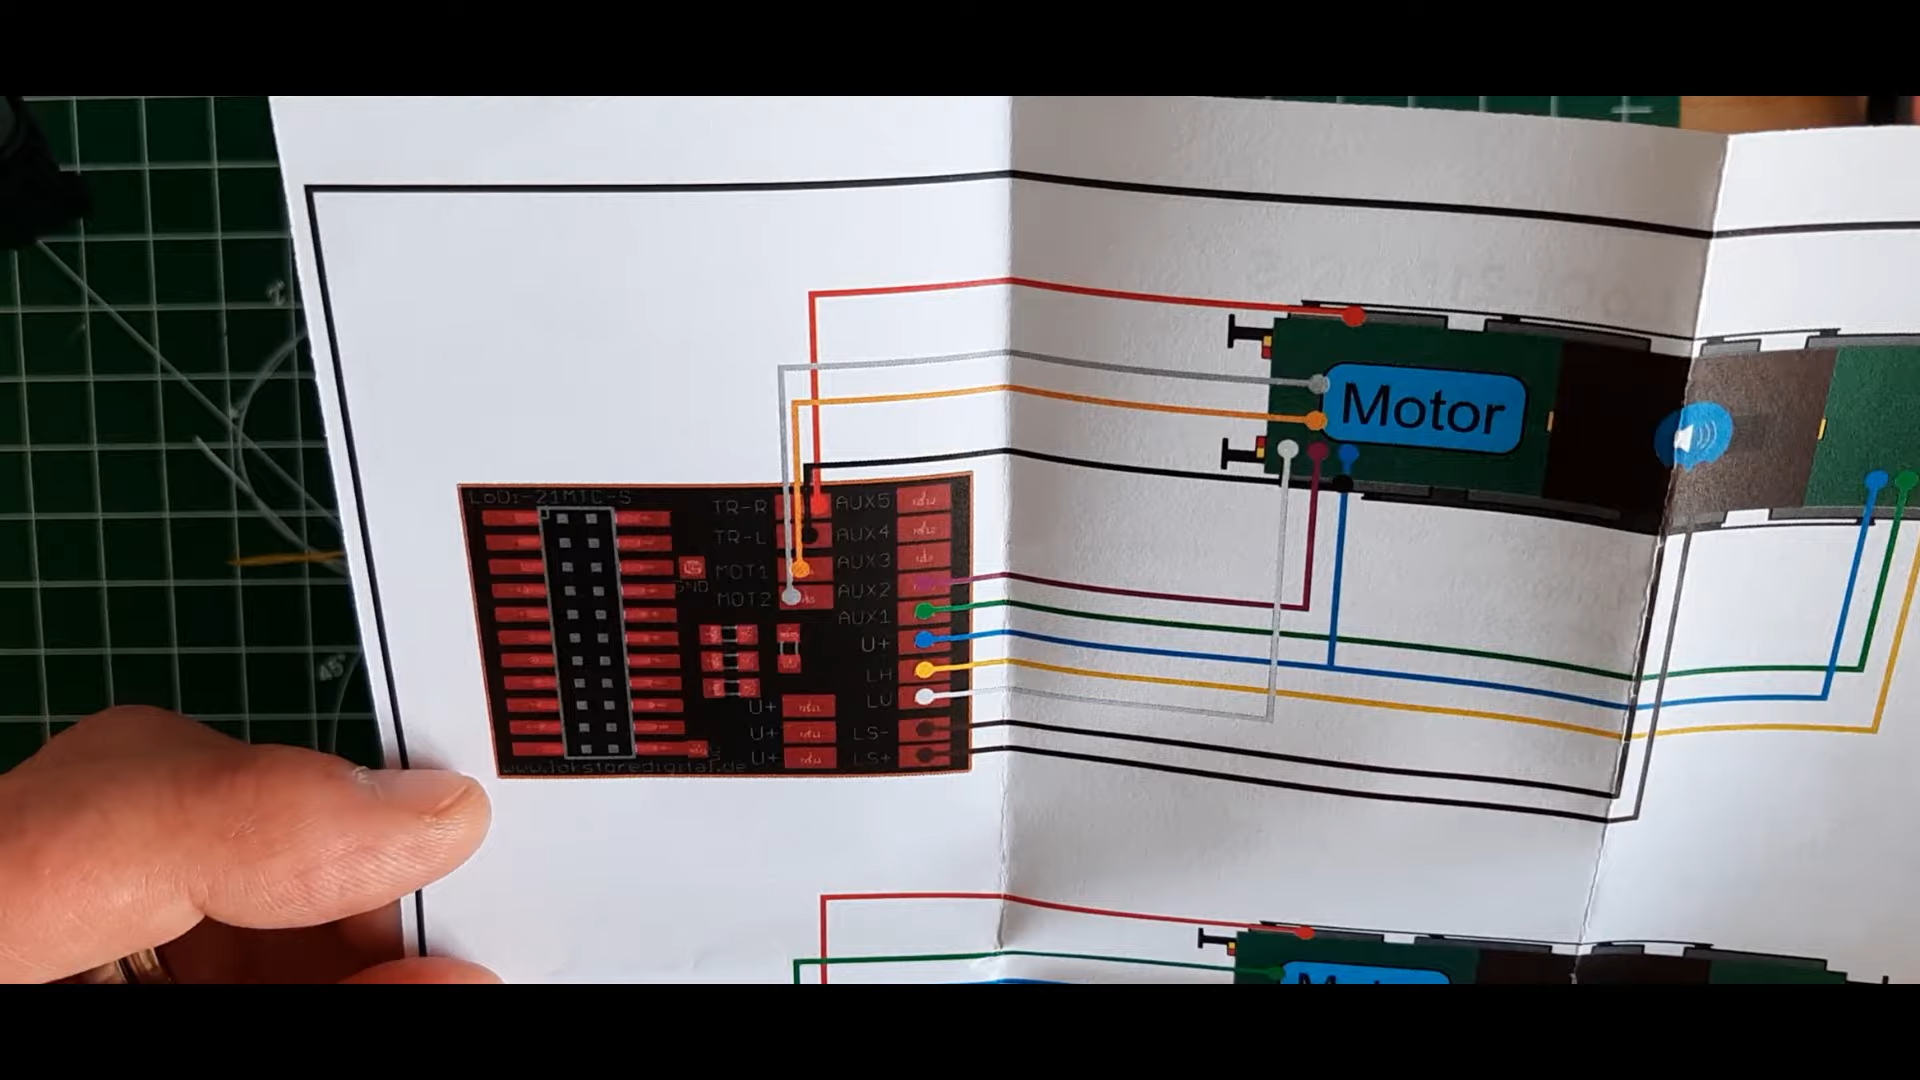 LoDi-21MTC-S
TR-R
AUX5
TR-L
AUX4
MOT1
AUX3
GND
MOT2
AUX2
AUX1
U+
LH
U+
LV
U+
LS-
U+
LS+
www.lokstoredigital.de
Motor
Motor